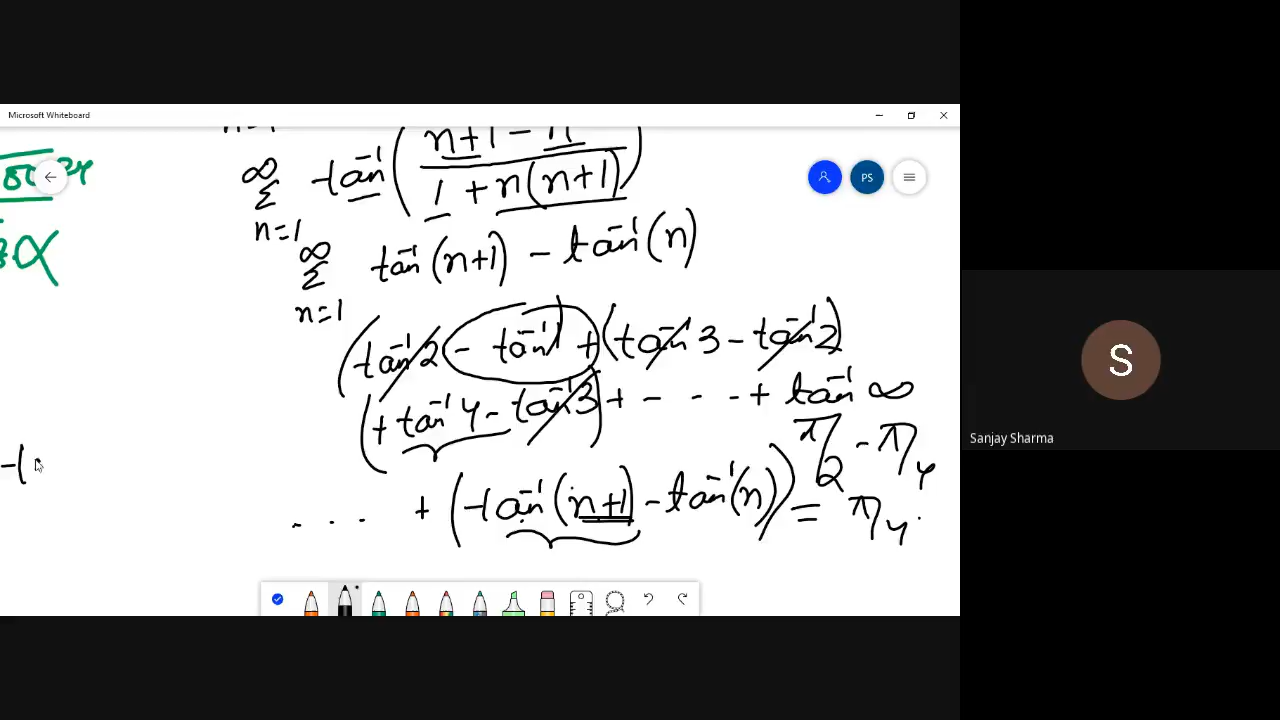 Microsoft Whiteboard
∞ Σ n=1 tan⁻¹( (n+1 - n) / (1 + n(n+1)) )
∞ Σ n=1 tan⁻¹(n+1) - tan⁻¹(n)
(tan⁻¹2 - tan⁻¹1 + (tan⁻¹3 - tan⁻¹2)
(+ tan⁻¹4 - tan⁻¹3) + - - - - + tan⁻¹ ∞
π/2 - π/4
. . . . + (tan⁻¹(n+1) - tan⁻¹(n)) = π/4.
α
-(
PS
S
Sanjay Sharma